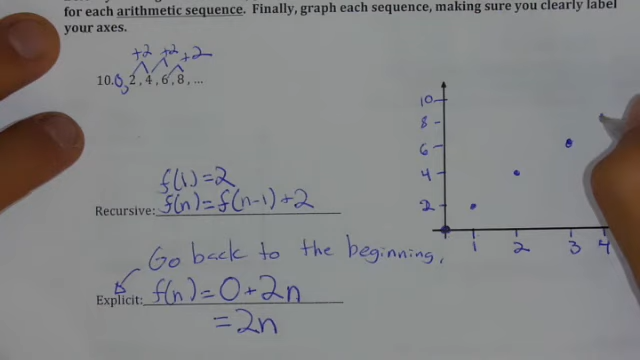 for each arithmetic sequence. Finally, graph each sequence, making sure you clearly label
your axes.
+2 +2 +2
10. 0, 2 , 4 , 6 , 8 , ...
f(1)=2
Recursive: f(n)=f(n-1)+2
Go back to the beginning.
Explicit: f(n)=0+2n
=2n
10
8
6
4
2
1 2 3 4